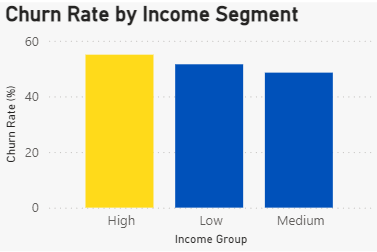 Churn Rate by Income Segment
60
40
20
0
Churn Rate (%)
High Low Medium
Income Group